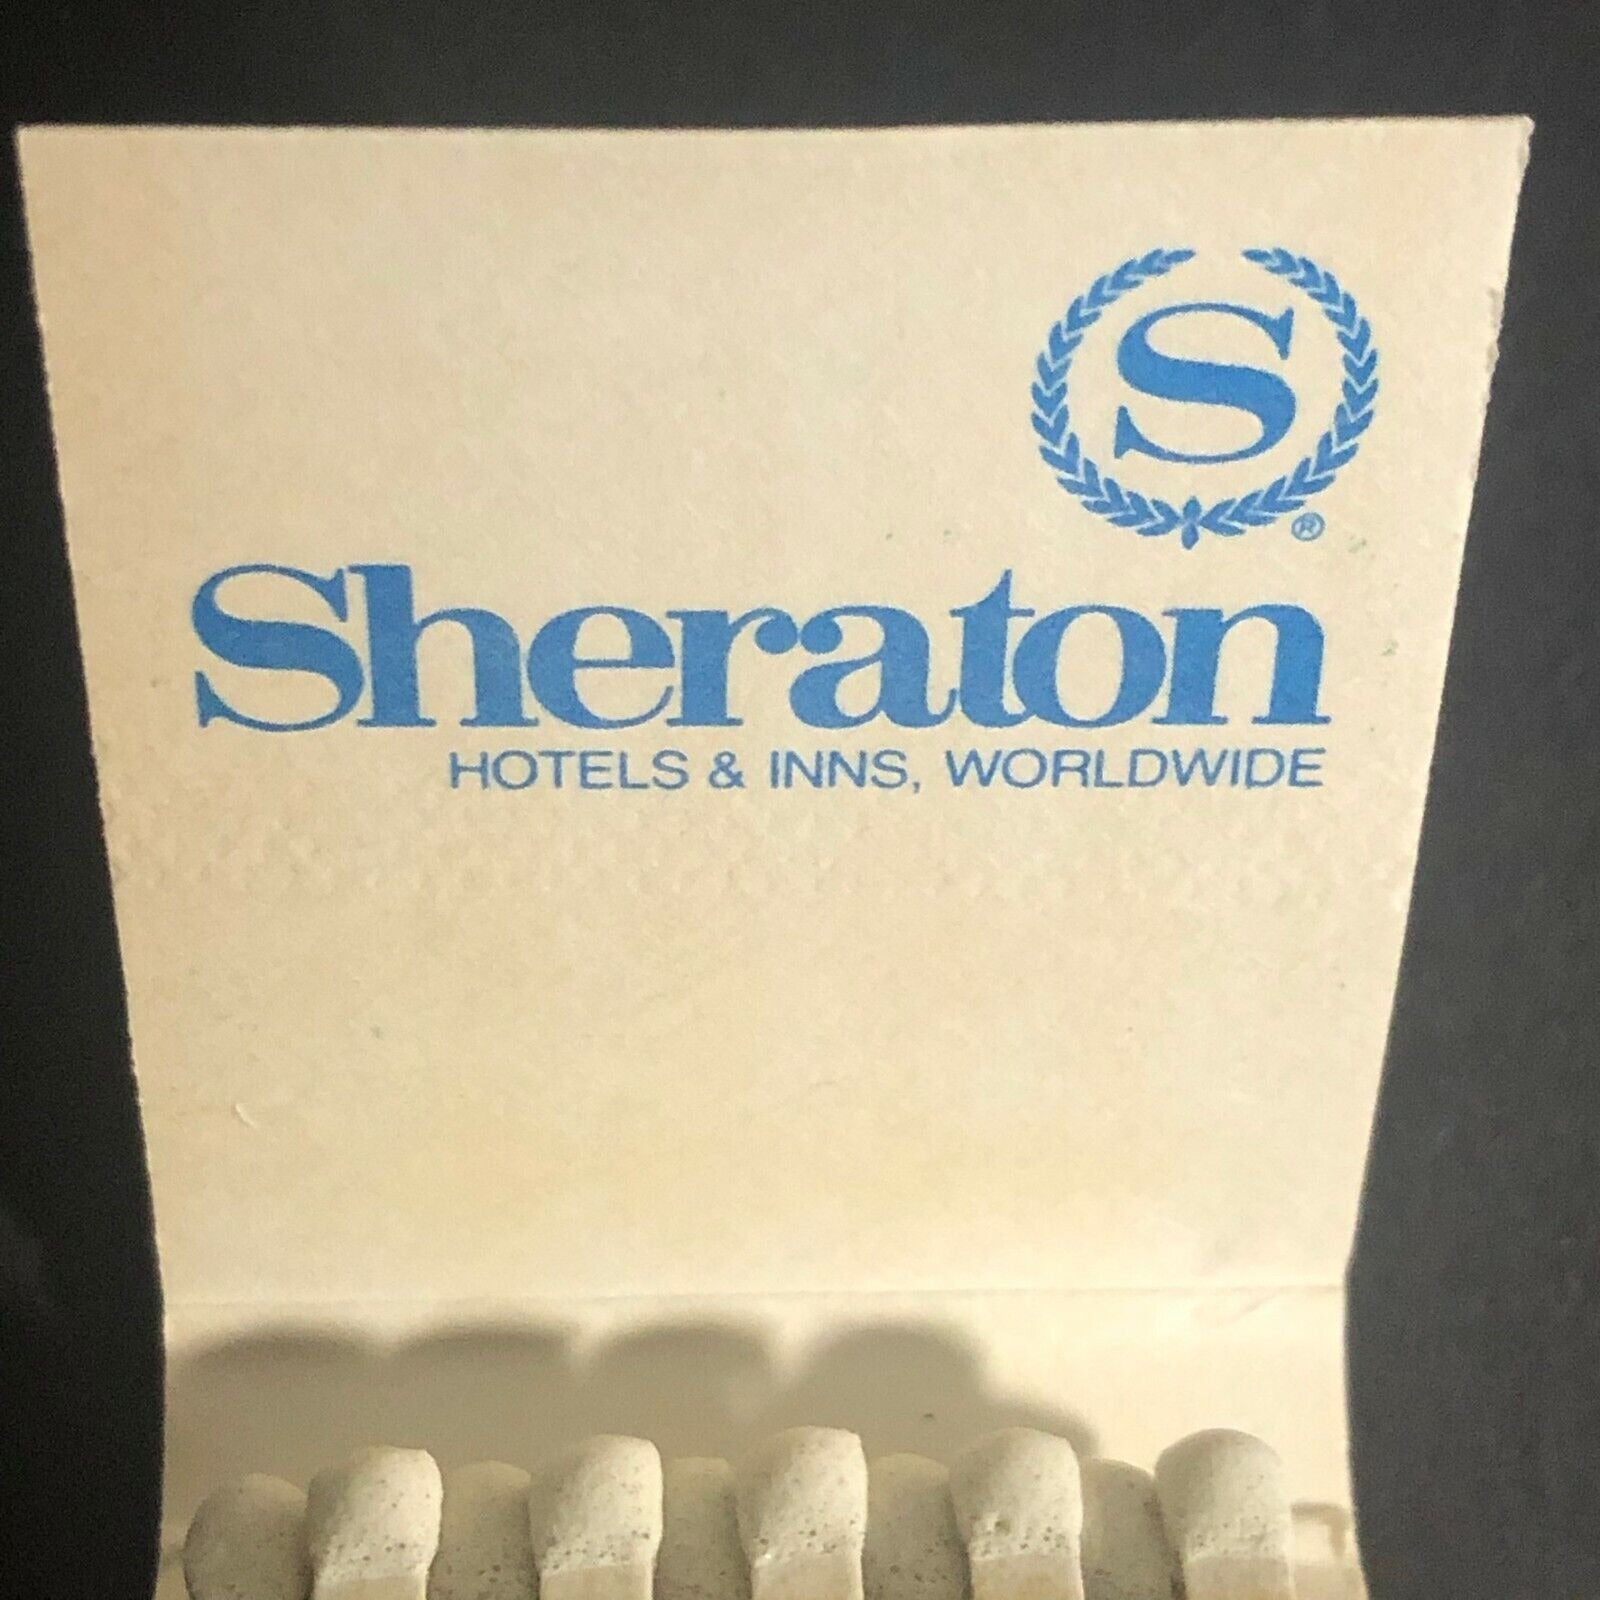 S
®
Sheraton
HOTELS & INNS, WORLDWIDE